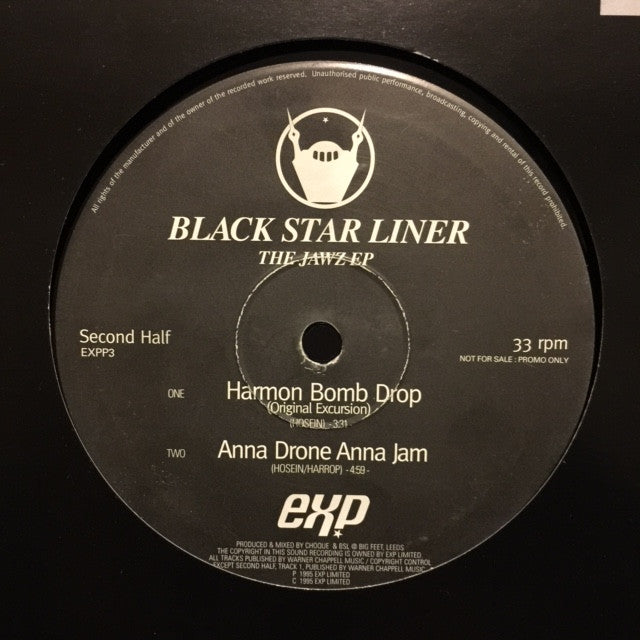 All rights of the manufacturer and of the owner of the recorded work reserved. Unauthorised public performance, broadcasting, copying and rental of this record prohibited.
BLACK STAR LINER
THE JAWZ EP
Second Half
EXPP3
33 rpm
NOT FOR SALE : PROMO ONLY
ONE Harmon Bomb Drop
(Original Excursion)
(HOSEIN) - 3:31
TWO Anna Drone Anna Jam
(HOSEIN/HARROP) - 4:59 -
exp
PRODUCED & MIXED BY CHOQUE & BSL @ BIG FEET, LEEDS
THE COPYRIGHT IN THIS SOUND RECORDING IS OWNED BY EXP LIMITED.
ALL TRACKS PUBLISHED BY WARNER CHAPPELL MUSIC / COPYRIGHT CONTROL
EXCEPT SECOND HALF, TRACK 1, PUBLISHED BY WARNER CHAPPELL MUSIC
P 1995 EXP LIMITED
C 1995 EXP LIMITED